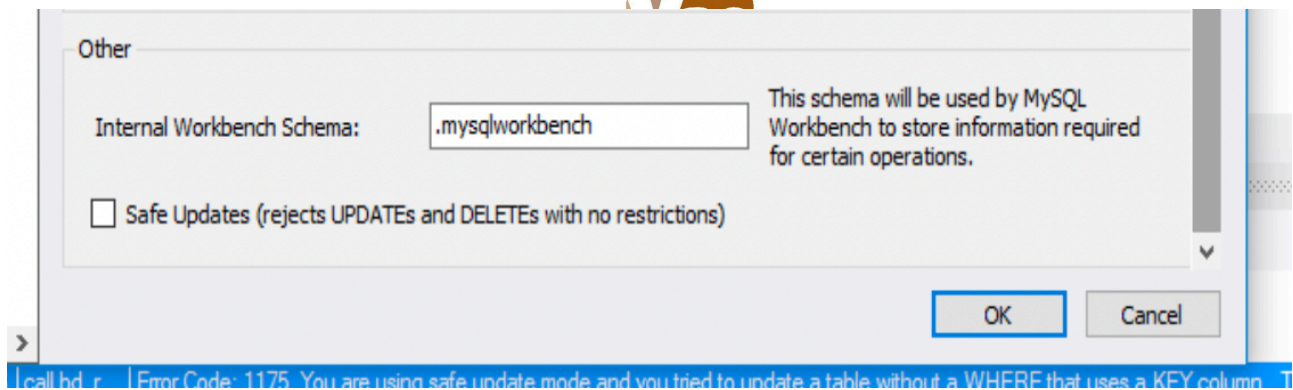 Other
Internal Workbench Schema:
.mysqlworkbench
This schema will be used by MySQL
Workbench to store information required
for certain operations.
Safe Updates (rejects UPDATEs and DELETEs with no restrictions)
OK
Cancel
call bd_r... Error Code: 1175. You are using safe update mode and you tried to update a table without a WHERE that uses a KEY column. T